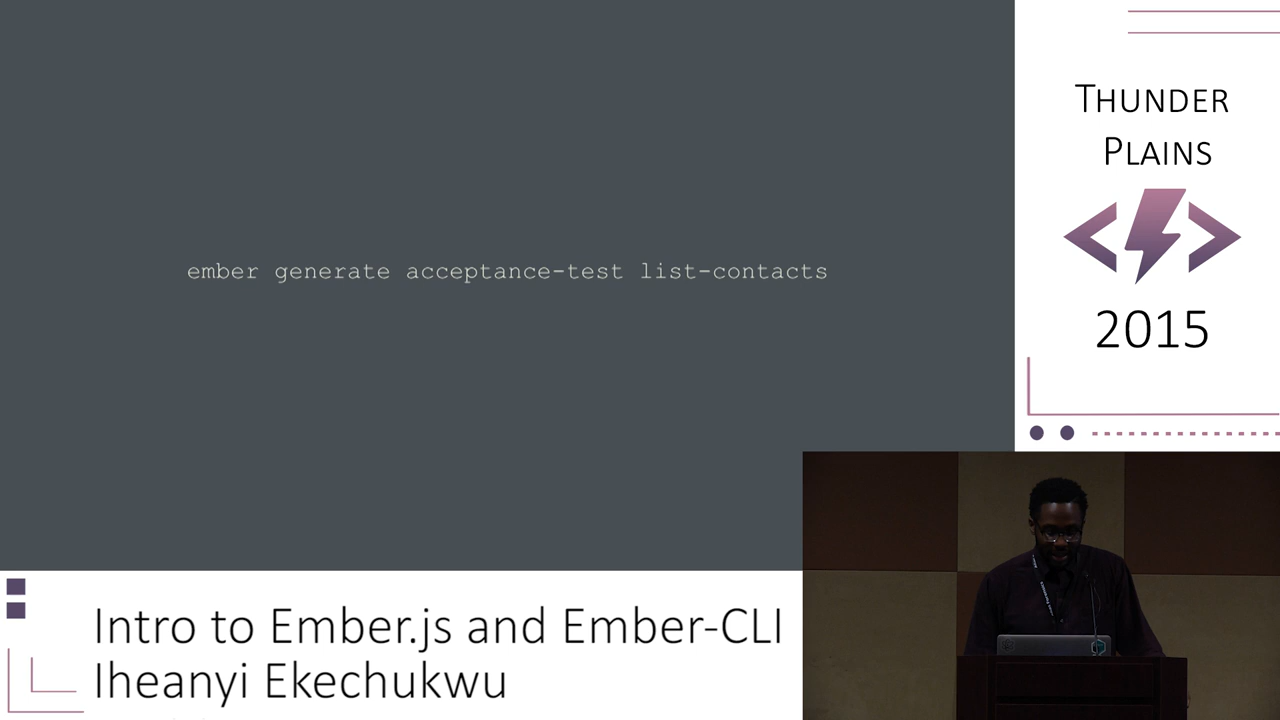 ember generate acceptance-test list-contacts
THUNDER
PLAINS
2015
Intro to Ember.js and Ember-CLI
Iheanyi Ekechukwu